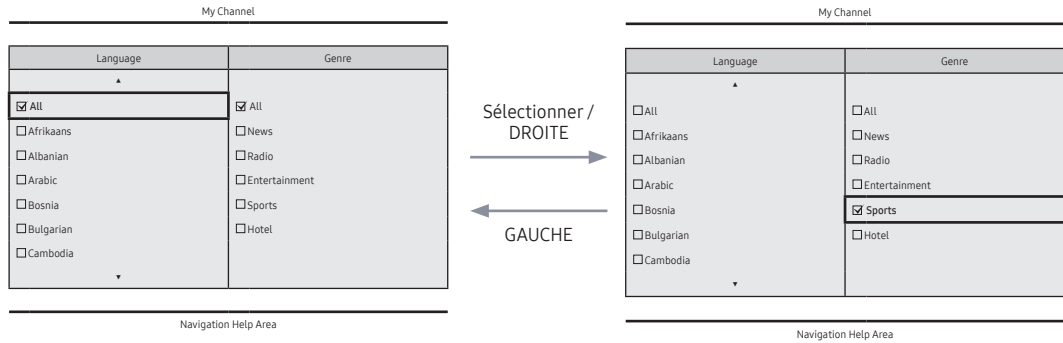 My Channel
Language Genre
▲
☑ All ☑ All
☐ Afrikaans ☐ News
☐ Albanian ☐ Radio
☐ Arabic ☐ Entertainment
☐ Bosnia ☐ Sports
☐ Bulgarian ☐ Hotel
☐ Cambodia
▼
Navigation Help Area
Sélectionner /
DROITE
GAUCHE
My Channel
Language Genre
▲
☐ All ☐ All
☐ Afrikaans ☐ News
☐ Albanian ☐ Radio
☐ Arabic ☐ Entertainment
☐ Bosnia ☑ Sports
☐ Bulgarian ☐ Hotel
☐ Cambodia
▼
Navigation Help Area